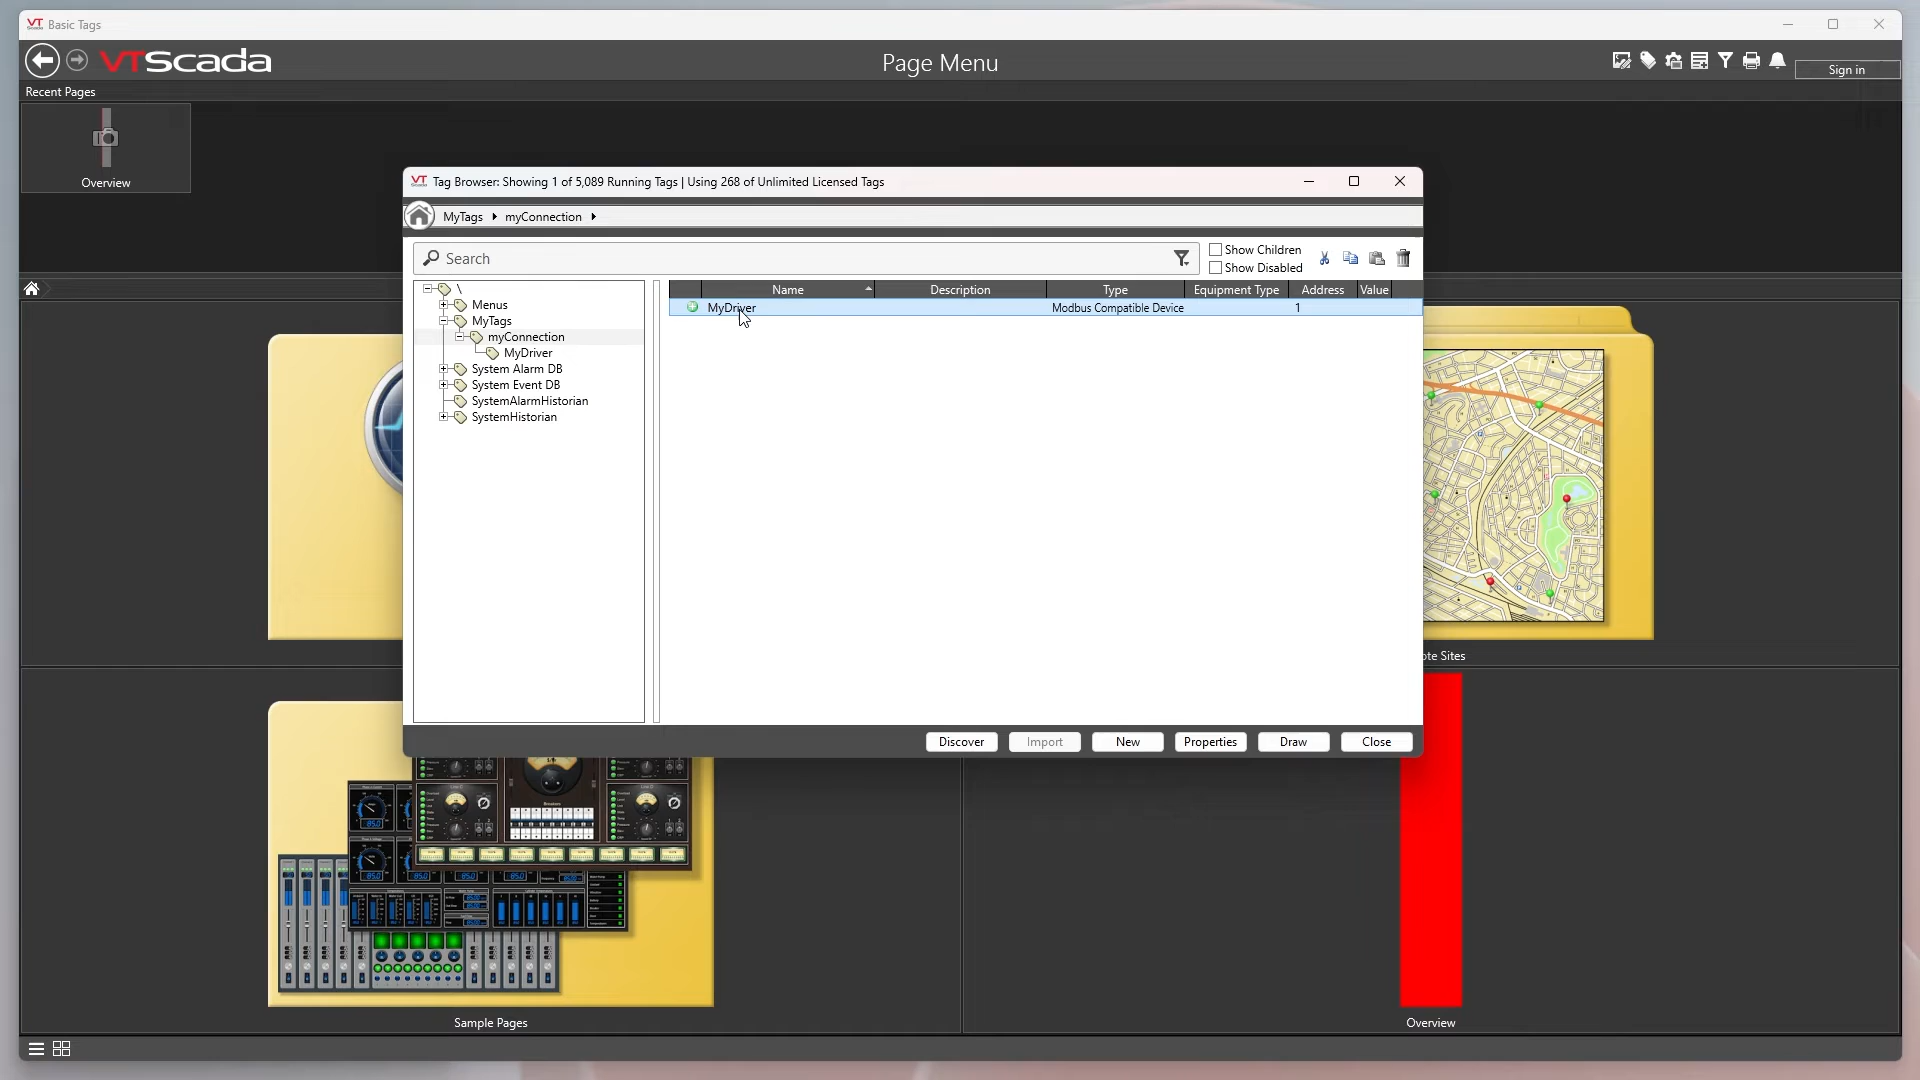 VT Basic Tags
VTScada
Page Menu
Sign in
Recent Pages
Overview
VT Tag Browser: Showing 1 of 5,089 Running Tags | Using 268 of Unlimited Licensed Tags
MyTags myConnection
Search
Show Children
Show Disabled
\
Menus
MyTags
myConnection
MyDriver
System Alarm DB
System Event DB
SystemAlarmHistorian
SystemHistorian
Name Description Type Equipment Type Address Value
MyDriver Modbus Compatible Device 1
Discover Import New Properties Draw Close
ote Sites
Sample Pages
Overview